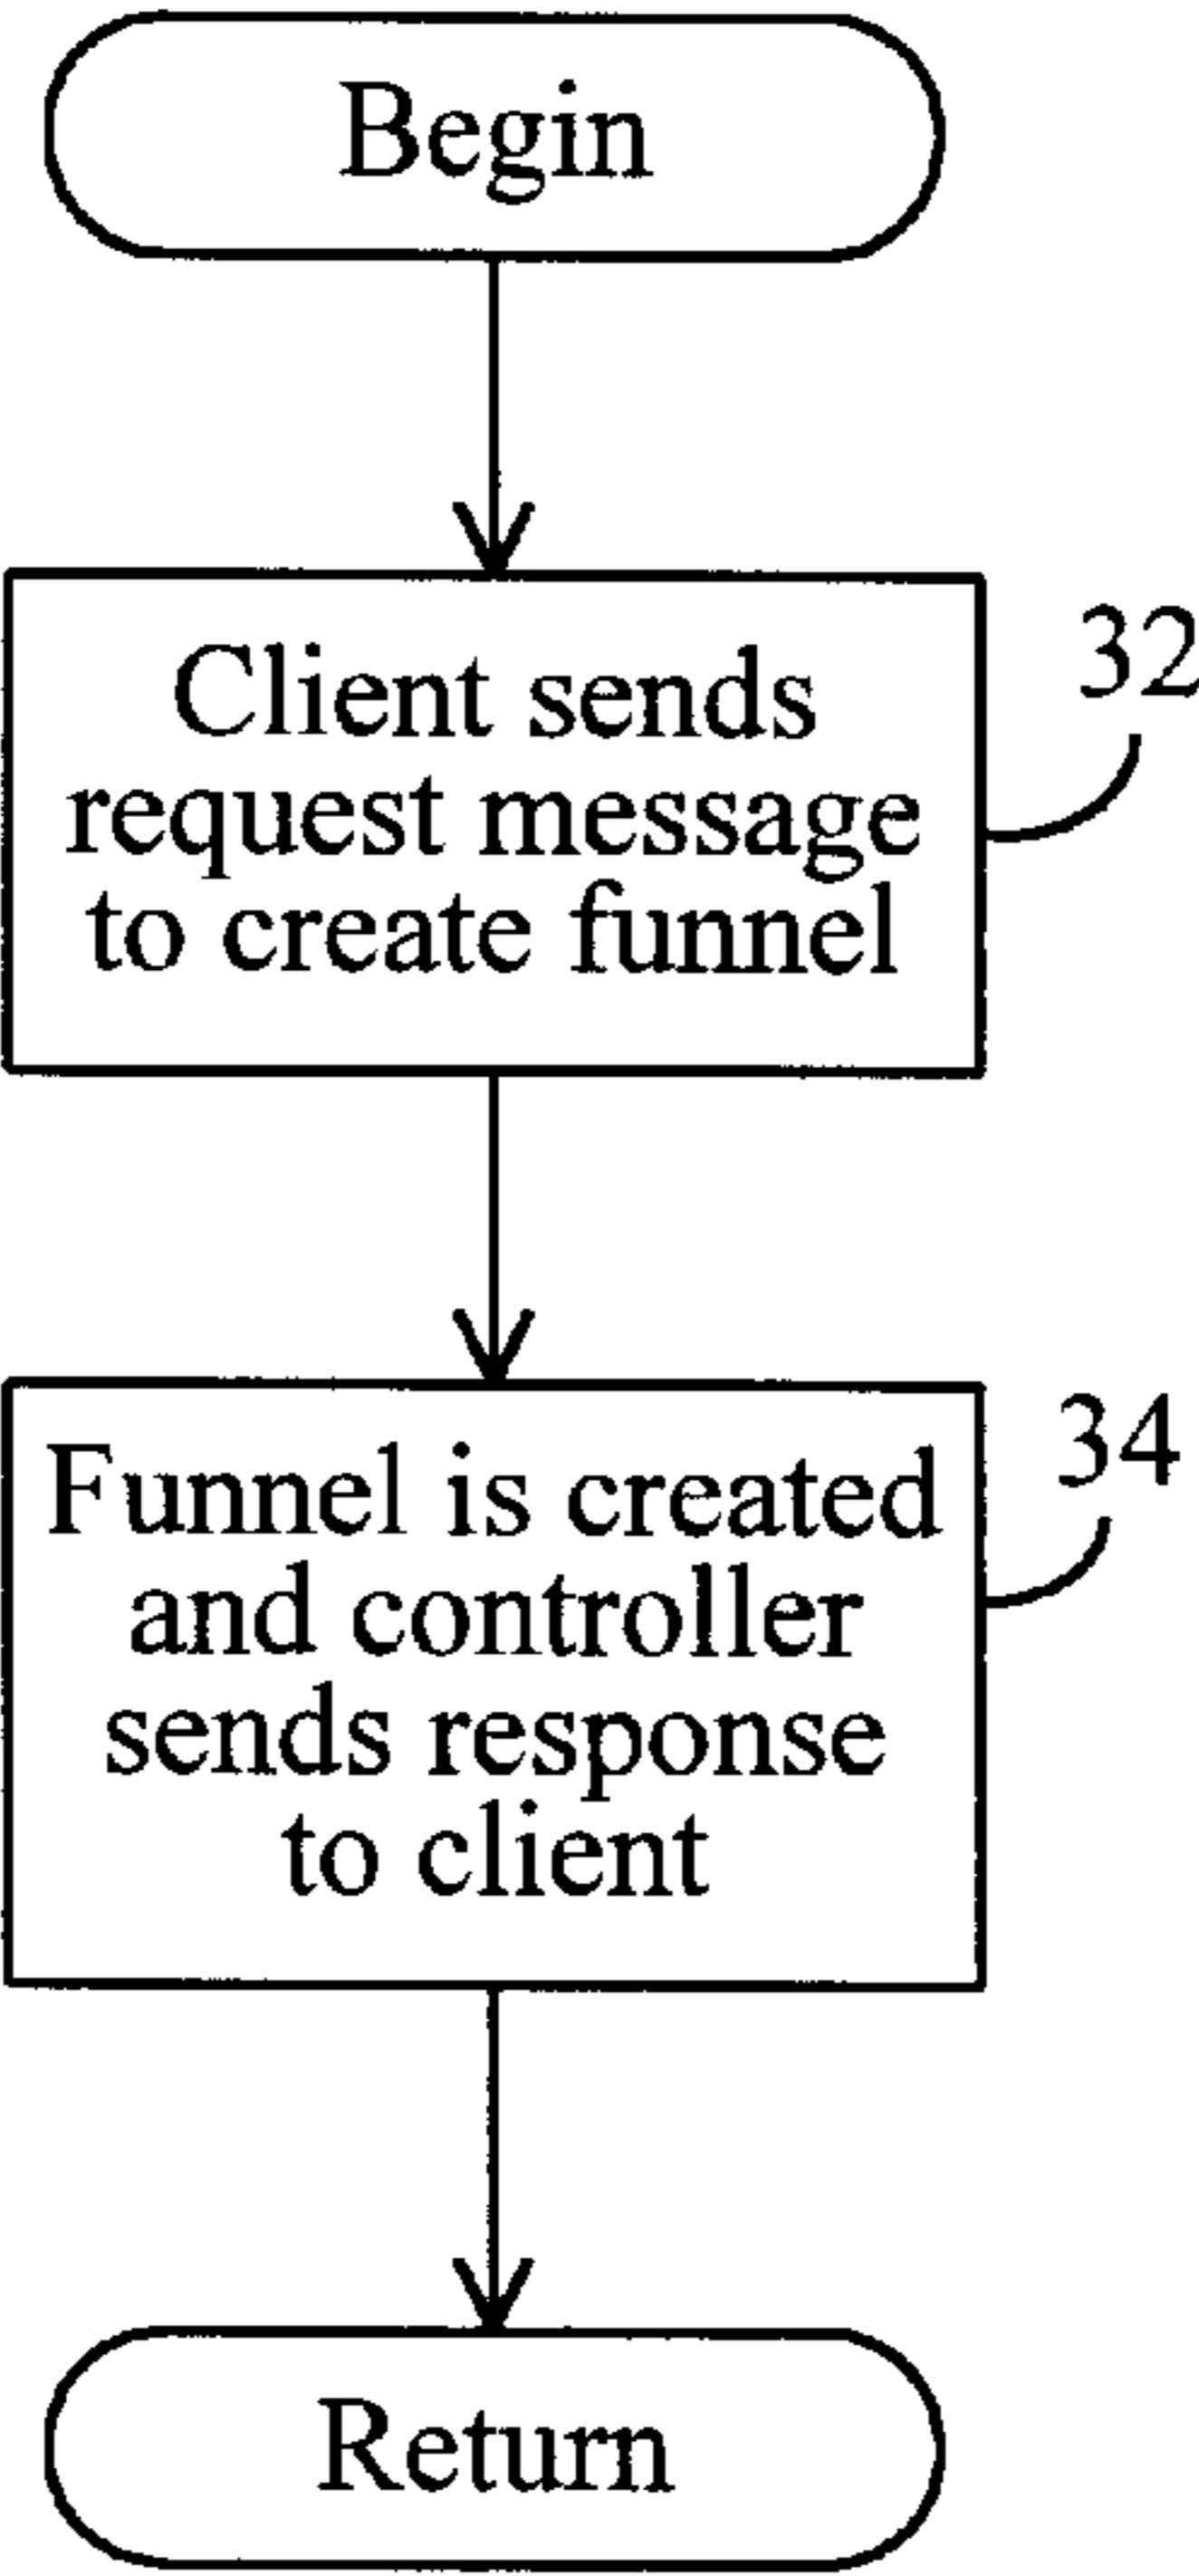 Begin
Client sends
request message
to create funnel
32
Funnel is created
and controller
sends response
to client
34
Return